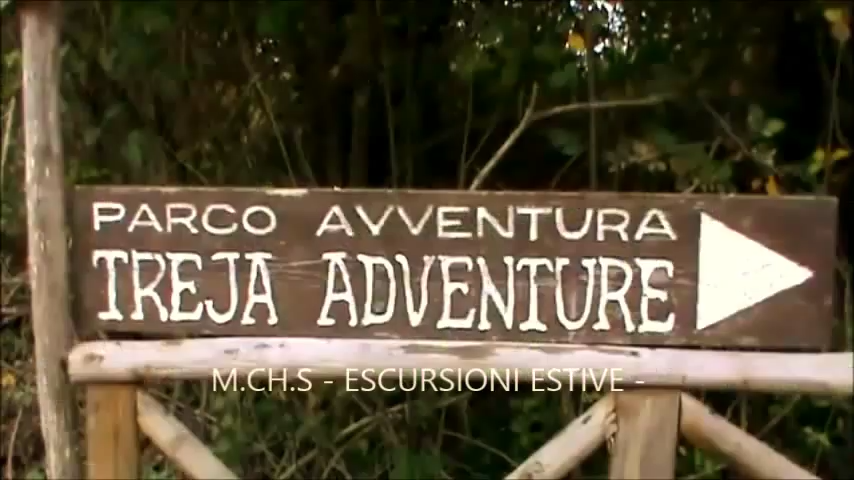 PARCO AVVENTURA
TREJA ADVENTURE
M.CH.S - ESCURSIONI ESTIVE -